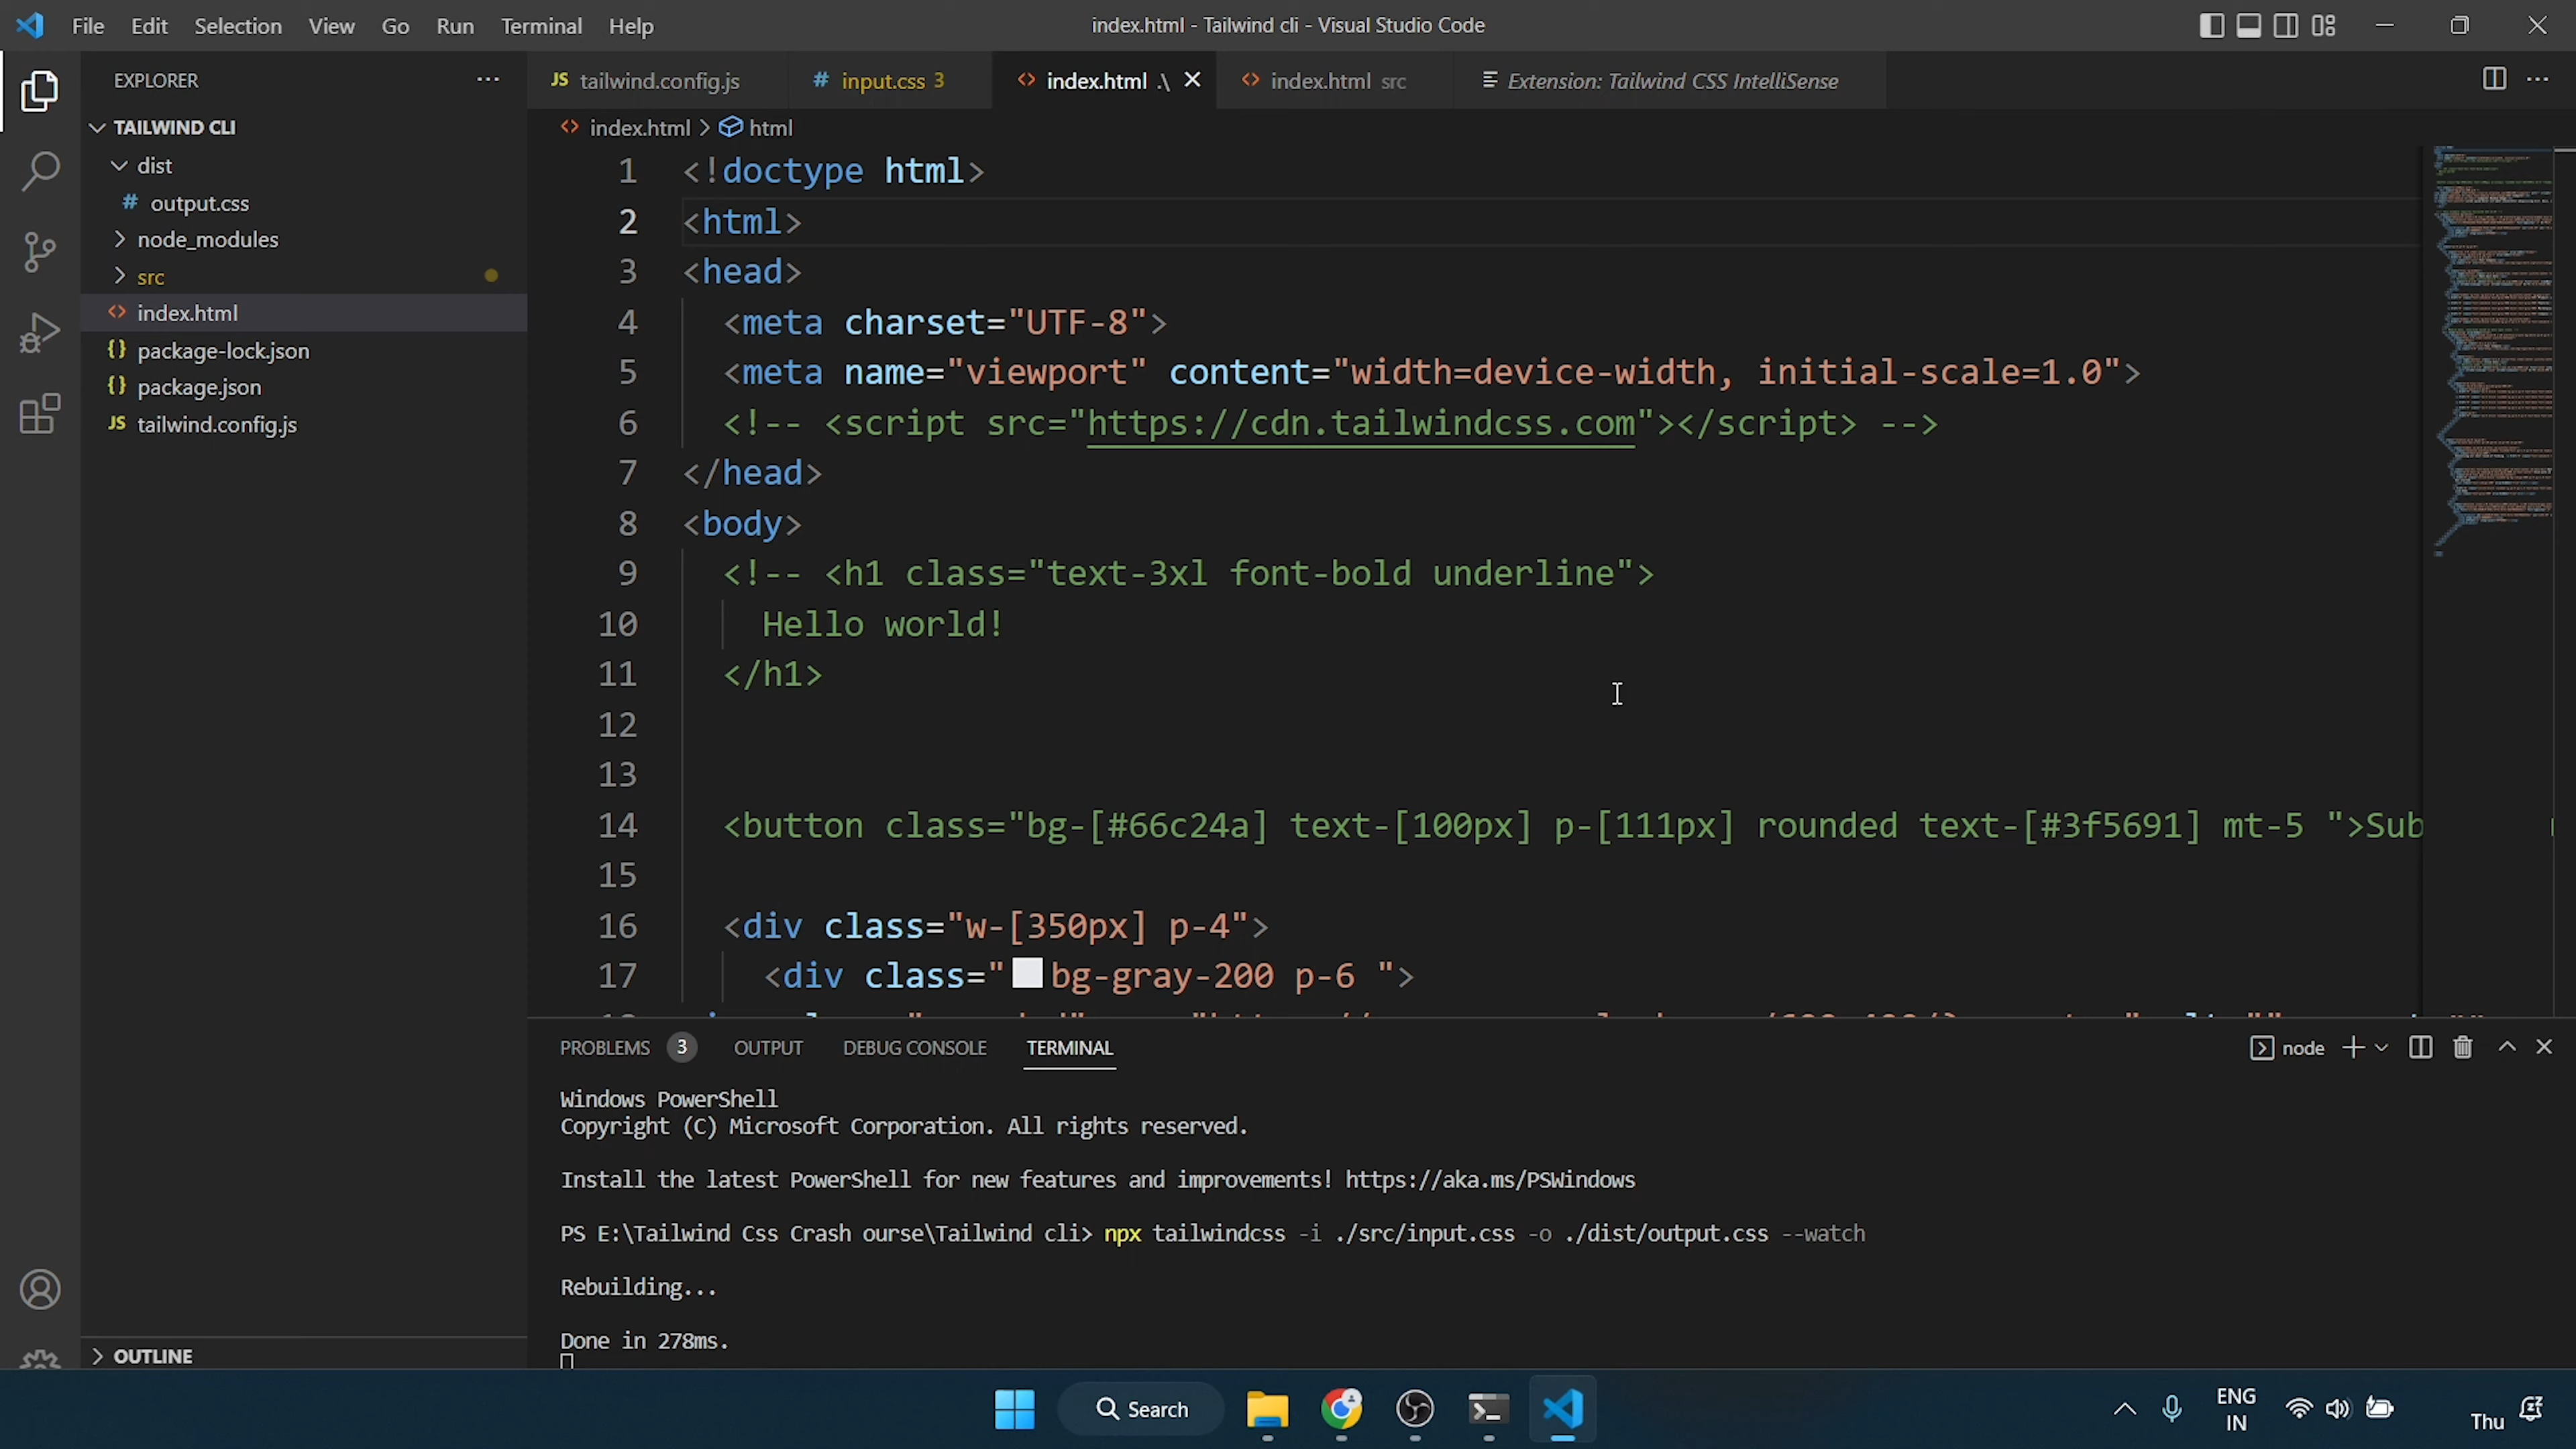 File Edit Selection View Go Run Terminal Help
index.html - Tailwind cli - Visual Studio Code
EXPLORER
TAILWIND CLI
dist
# output.css
node_modules
src
<> index.html
{} package-lock.json
{} package.json
JS tailwind.config.js
OUTLINE
JS tailwind.config.js
# input.css 3
<> index.html .\
<> index.html src
Extension: Tailwind CSS IntelliSense
<> index.html > html
1 <!doctype html>
2 <html>
3 <head>
4 <meta charset="UTF-8">
5 <meta name="viewport" content="width=device-width, initial-scale=1.0">
6 <!-- <script src="https://cdn.tailwindcss.com"></script> -->
7 </head>
8 <body>
9 <!-- <h1 class="text-3xl font-bold underline">
10 Hello world!
11 </h1>
12
13
14 <button class="bg-[#66c24a] text-[100px] p-[111px] rounded text-[#3f5691] mt-5 ">Sub
15
16 <div class="w-[350px] p-4">
17 <div class="bg-gray-200 p-6 ">
PROBLEMS 3 OUTPUT DEBUG CONSOLE TERMINAL
node
Windows PowerShell
Copyright (C) Microsoft Corporation. All rights reserved.
Install the latest PowerShell for new features and improvements! https://aka.ms/PSWindows
PS E:\Tailwind Css Crash ourse\Tailwind cli> npx tailwindcss -i ./src/input.css -o ./dist/output.css --watch
Rebuilding...
Done in 278ms.
Search
ENG
IN
Thu